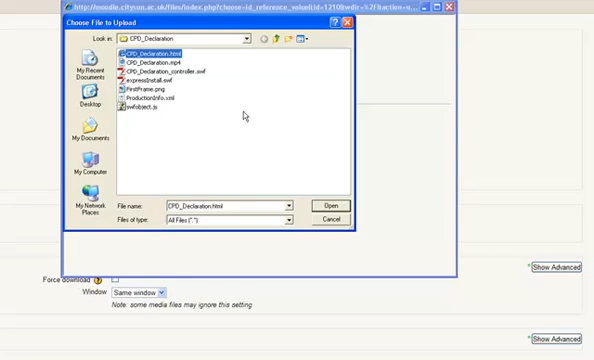 http://moodle.citysun.ac.uk/files/index.php?choose=id_reference_value&id=1210&wdir=%2F&action=u...
Choose File to Upload
Look in:
CPD_Declaration
CPD_Declaration.html
CPD_Declaration.mp4
CPD_Declaration_controller.swf
expressInstall.swf
FirstFrame.png
ProductionInfo.xml
swfobject.js
My Recent
Documents
Desktop
My Documents
My Computer
My Network
Places
File name:
CPD_Declaration.html
Open
Files of type:
All Files (*.*)
Cancel
* Show Advanced
Force download
Window
Same window
Note: some media files may ignore this setting
* Show Advanced